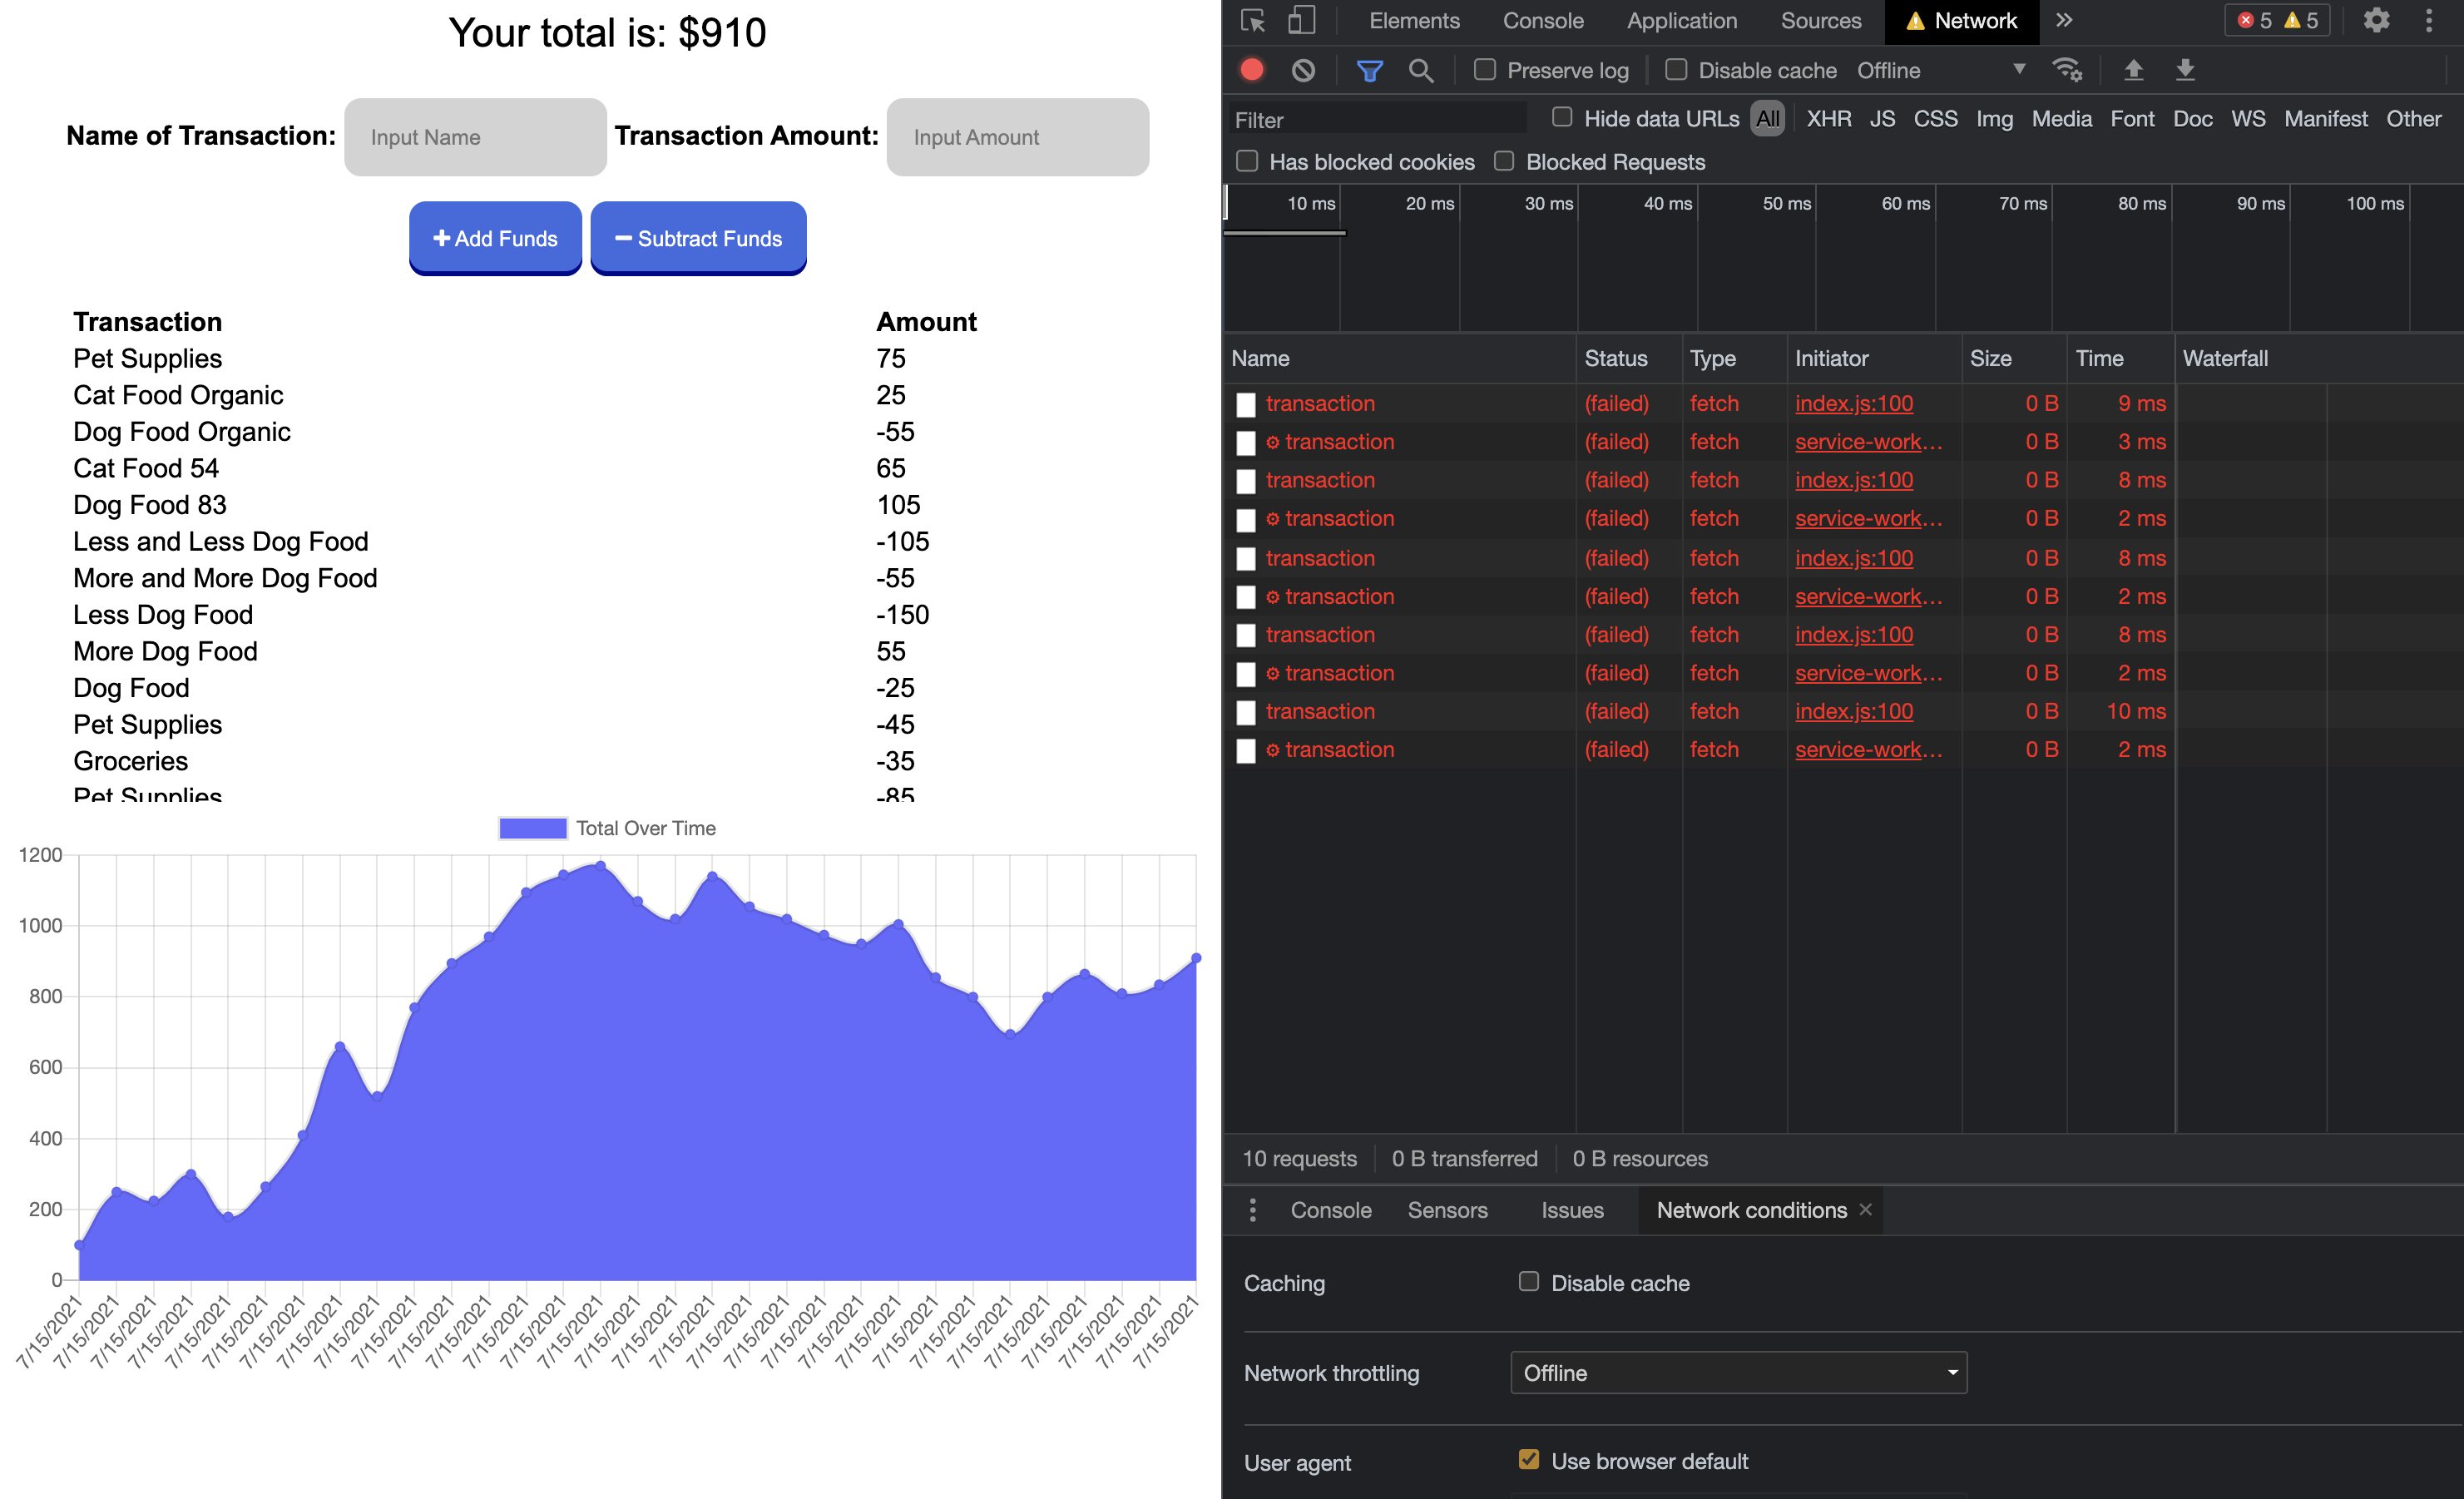 Your total is: $910
Name of Transaction: Input Name Transaction Amount: Input Amount
Add Funds Subtract Funds
Transaction Amount
Pet Supplies 75
Cat Food Organic 25
Dog Food Organic -55
Cat Food 54 65
Dog Food 83 105
Less and Less Dog Food -105
More and More Dog Food -55
Less Dog Food -150
More Dog Food 55
Dog Food -25
Pet Supplies -45
Groceries -35
Pet Supplies -85
Total Over Time
1200
1000
800
600
400
200
0
7/15/2021 7/15/2021 7/15/2021 7/15/2021 7/15/2021 7/15/2021 7/15/2021 7/15/2021 7/15/2021 7/15/2021 7/15/2021 7/15/2021 7/15/2021 7/15/2021 7/15/2021 7/15/2021 7/15/2021 7/15/2021 7/15/2021 7/15/2021 7/15/2021 7/15/2021 7/15/2021 7/15/2021 7/15/2021 7/15/2021 7/15/2021 7/15/2021 7/15/2021 7/15/2021 7/15/2021
Elements Console Application Sources Network » 5 5
Preserve log Disable cache Offline
Filter Hide data URLs All XHR JS CSS Img Media Font Doc WS Manifest Other
Has blocked cookies Blocked Requests
10 ms 20 ms 30 ms 40 ms 50 ms 60 ms 70 ms 80 ms 90 ms 100 ms
Name Status Type Initiator Size Time Waterfall
transaction (failed) fetch index.js:100 0 B 9 ms
transaction (failed) fetch service-work… 0 B 3 ms
transaction (failed) fetch index.js:100 0 B 8 ms
transaction (failed) fetch service-work… 0 B 2 ms
transaction (failed) fetch index.js:100 0 B 8 ms
transaction (failed) fetch service-work… 0 B 2 ms
transaction (failed) fetch index.js:100 0 B 8 ms
transaction (failed) fetch service-work… 0 B 2 ms
transaction (failed) fetch index.js:100 0 B 10 ms
transaction (failed) fetch service-work… 0 B 2 ms
10 requests 0 B transferred 0 B resources
Console Sensors Issues Network conditions ×
Caching Disable cache
Network throttling Offline
User agent Use browser default